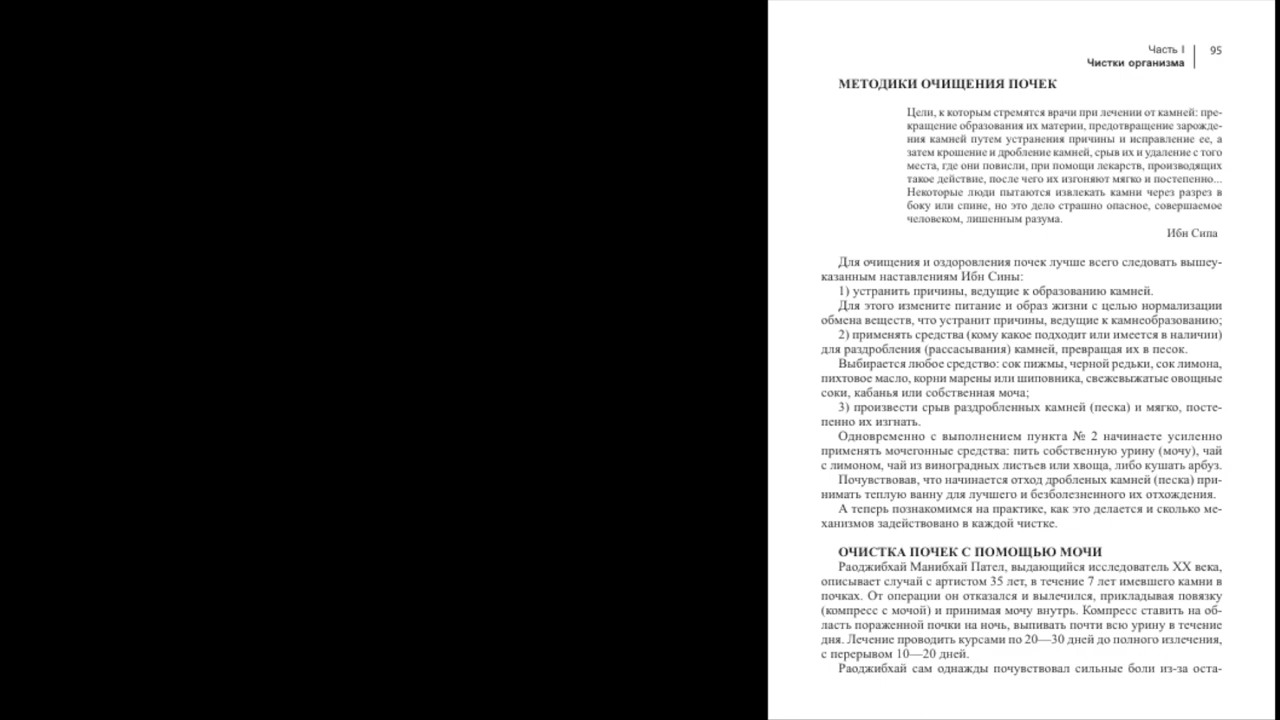 Часть I
95
Чистки организма
МЕТОДИКИ ОЧИЩЕНИЯ ПОЧЕК
Цели, к которым стремятся врачи при лечении от камней: пре-
кращение образования их материи, предотвращение зарожде-
ния камней путем устранения причины и исправление ее, а
затем крошение и дробление камней, срыв их и удаление с того
места, где они повисли, при помощи лекарств, производящих
такое действие, после чего их изгоняют мягко и постепенно...
Некоторые люди пытаются извлекать камни через разрез в
боку или спине, но это дело страшно опасное, совершаемое
человеком, лишенным разума.
Ибн Сипа
Для очищения и оздоровления почек лучше всего следовать вышеу-
казанным наставлениям Ибн Сины:
1) устранить причины, ведущие к образованию камней.
Для этого измените питание и образ жизни с целью нормализации
обмена веществ, что устранит причины, ведущие к камнеобразованию;
2) применять средства (кому какое подходит или имеется в наличии)
для раздробления (рассасывания) камней, превращая их в песок.
Выбирается любое средство: сок пижмы, черной редьки, сок лимона,
пихтовое масло, корни марены или шиповника, свежевыжатые овощные
соки, кабанья или собственная моча;
3) произвести срыв раздробленных камней (песка) и мягко, посте-
пенно их изгнать.
Одновременно с выполнением пункта № 2 начинаете усиленно
применять мочегонные средства: пить собственную урину (мочу), чай
с лимоном, чай из виноградных листьев или хвоща, либо кушать арбуз.
Почувствовав, что начинается отход дробленых камней (песка) при-
нимать теплую ванну для лучшего и безболезненного их отхождения.
А теперь познакомимся на практике, как это делается и сколько ме-
ханизмов задействовано в каждой чистке.
ОЧИСТКА ПОЧЕК С ПОМОЩЬЮ МОЧИ
Раоджибхай Манибхай Пател, выдающийся исследователь XX века,
описывает случай с артистом 35 лет, в течение 7 лет имевшего камни в
почках. От операции он отказался и вылечился, прикладывая повязку
(компресс с мочой) и принимая мочу внутрь. Компресс ставить на об-
ласть пораженной почки на ночь, выпивать почти всю урину в течение
дня. Лечение проводить курсами по 20—30 дней до полного излечения,
с перерывом 10—20 дней.
Раоджибхай сам однажды почувствовал сильные боли из-за оста-